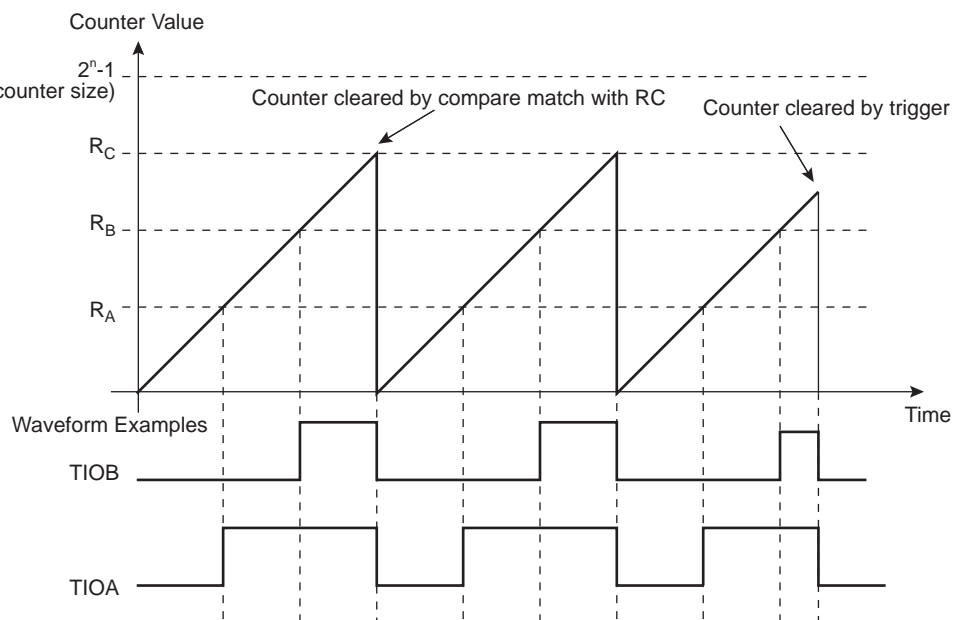 Counter Value
2ⁿ-1
counter size)
Counter cleared by compare match with RC
Counter cleared by trigger
R_C
R_B
R_A
Time
Waveform Examples
TIOB
TIOA